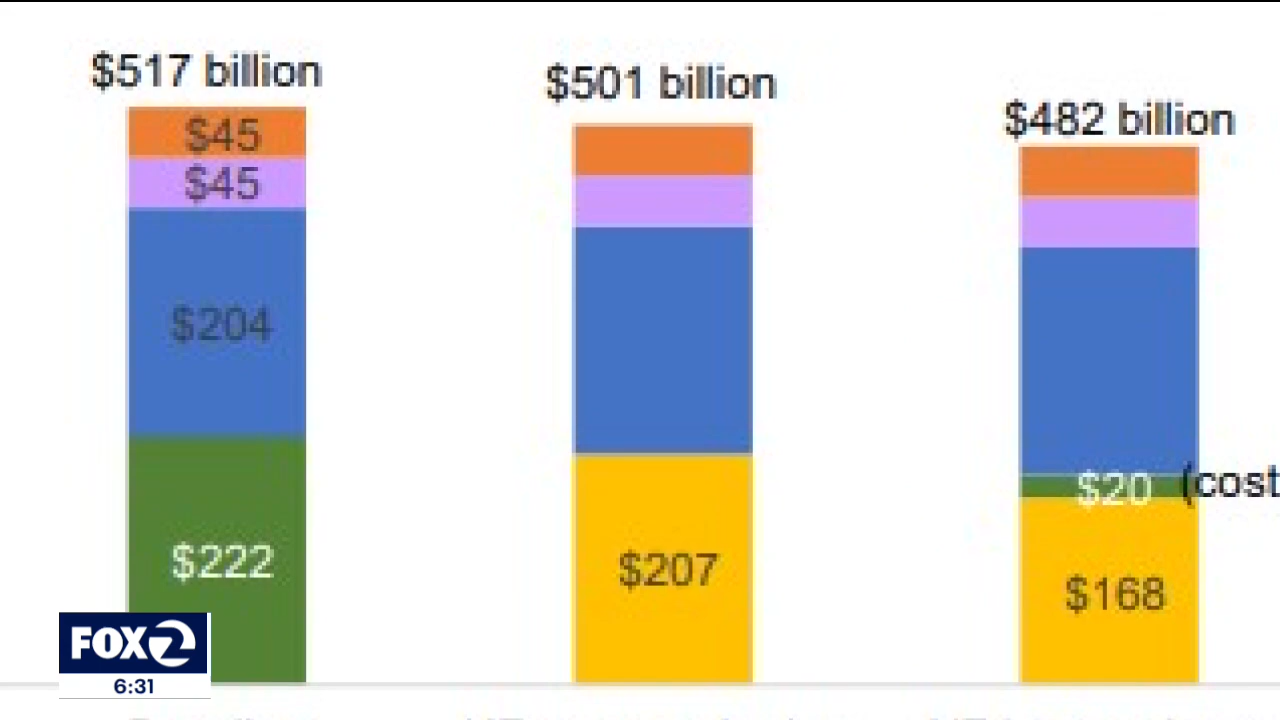 $517 billion
$501 billion
$482 billion
$45
$45
$204
$222
$207
$20 (cost
$168
FOX 2
6:31